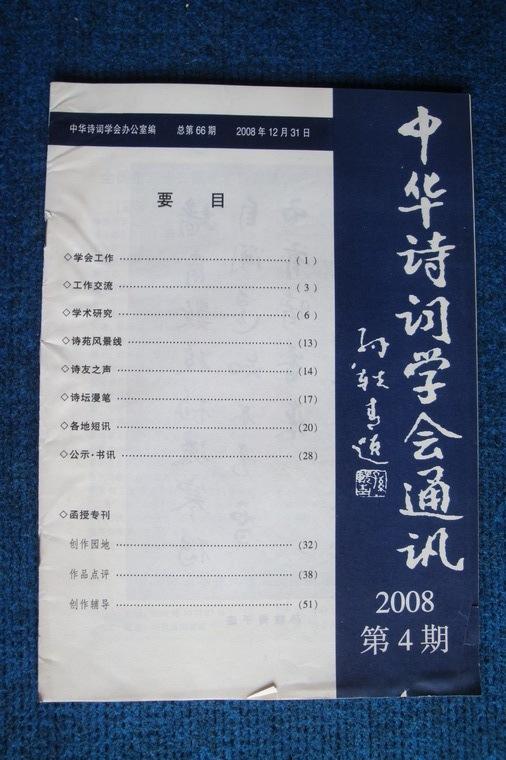 中华诗词学会办公室编 总第66期 2008年12月31日
要 目
◇学会工作 ……………………………… (1)
◇工作交流 ……………………………… (3)
◇学术研究 ……………………………… (6)
◇诗苑风景线 …………………………… (13)
◇诗友之声 ……………………………… (14)
◇诗坛漫笔 ……………………………… (17)
◇各地短讯 ……………………………… (20)
◇公示·书讯 …………………………… (28)
◇函授专刊
创作园地 ……………………………… (32)
作品点评 ……………………………… (38)
创作辅导 ……………………………… (51)
中华诗词学会通讯
孙轶青题
2008
第4期